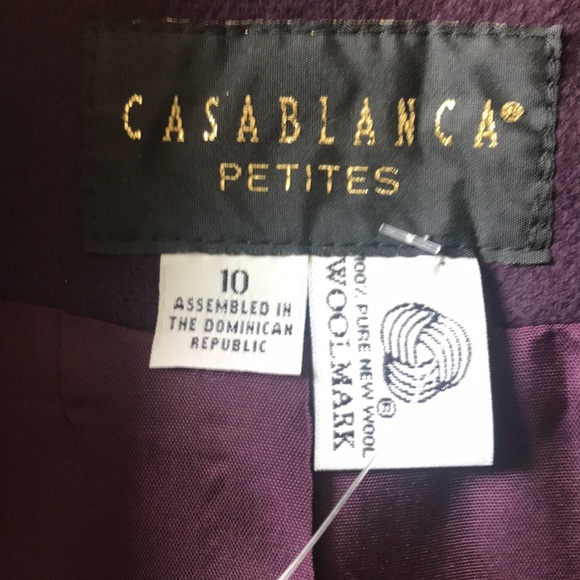 CASABLANCA®
PETITES
10
ASSEMBLED IN
THE DOMINICAN
REPUBLIC
100% PURE NEW WOOL
WOOLMARK
®